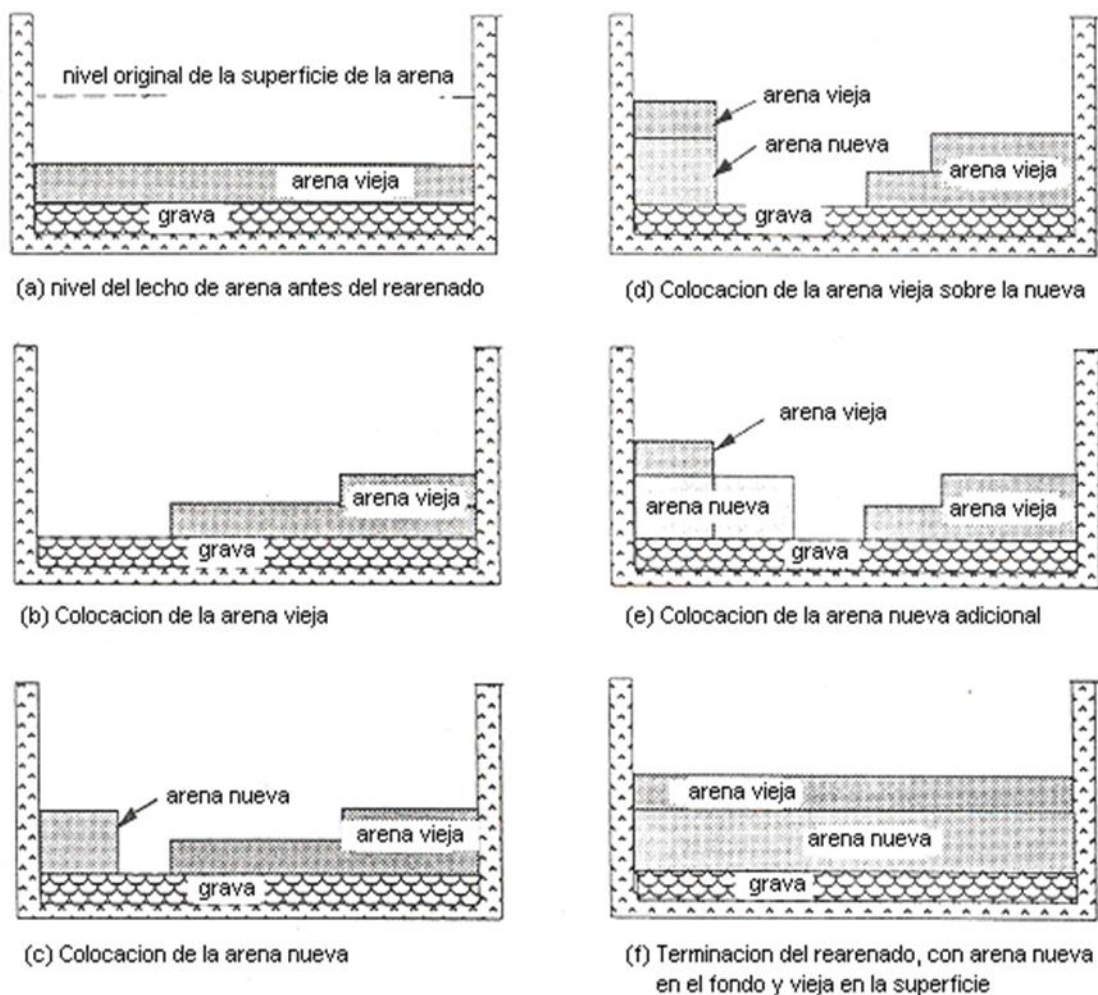 nivel original de la superficie de la arena
arena vieja
grava
(a) nivel del lecho de arena antes del rearenado
arena vieja
grava
(b) Colocacion de la arena vieja
arena nueva
arena vieja
grava
(c) Colocacion de la arena nueva
arena vieja
arena nueva
arena vieja
grava
(d) Colocacion de la arena vieja sobre la nueva
arena vieja
arena nueva
arena vieja
grava
(e) Colocacion de la arena nueva adicional
arena vieja
arena nueva
grava
(f) Terminacion del rearenado, con arena nueva
en el fondo y vieja en la superficie